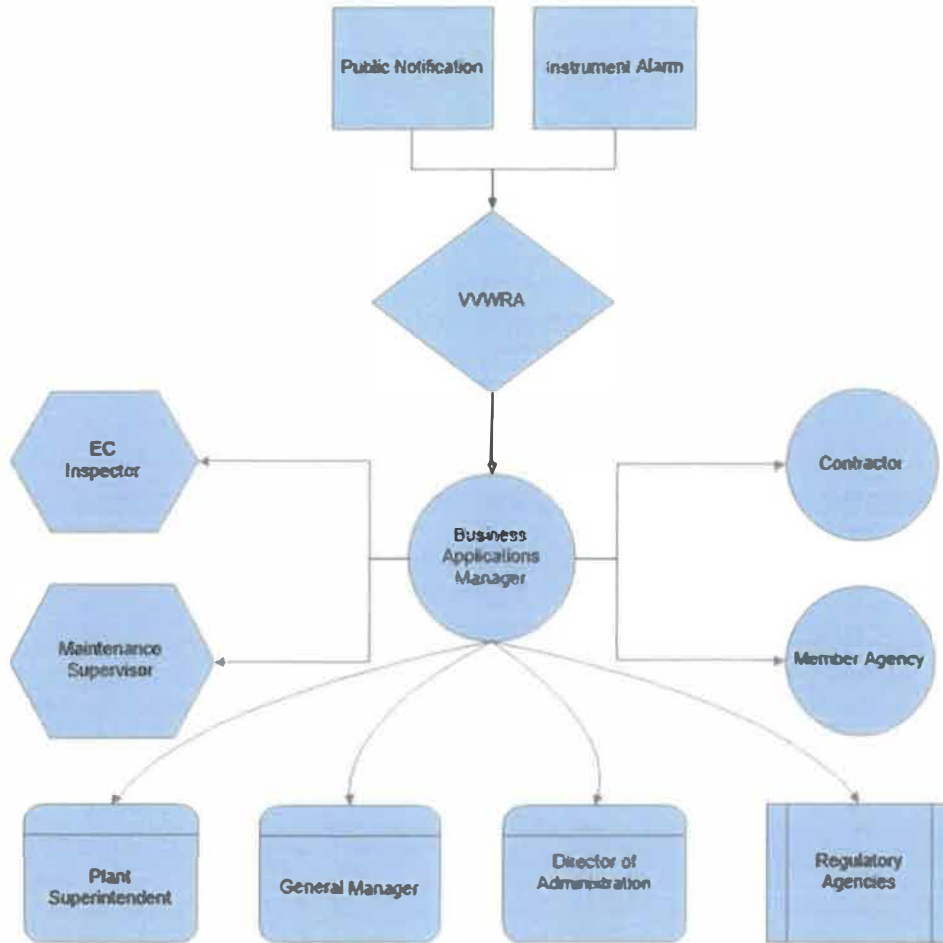 Public Notification
Instrument Alarm
VVWRA
EC
Inspector
Contractor
Business
Applications
Manager
Maintenance
Supervisor
Member Agency
Plant
Superintendent
General Manager
Director of
Administration
Regulatory
Agencies